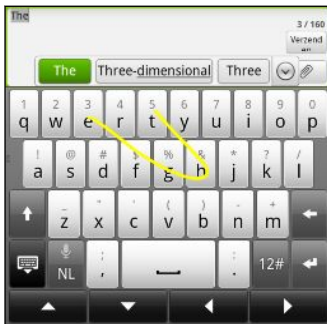 The
3 / 160
Verzend
en
The Three-dimensional Three
1 2 3 4 5 6 7 8 9 0
q w e r t y u i o p
! @ # $ % & * ? /
a s d f g h j k l
- ' " ( ) - +
z x c v b n m
NL ; , ! . 12#